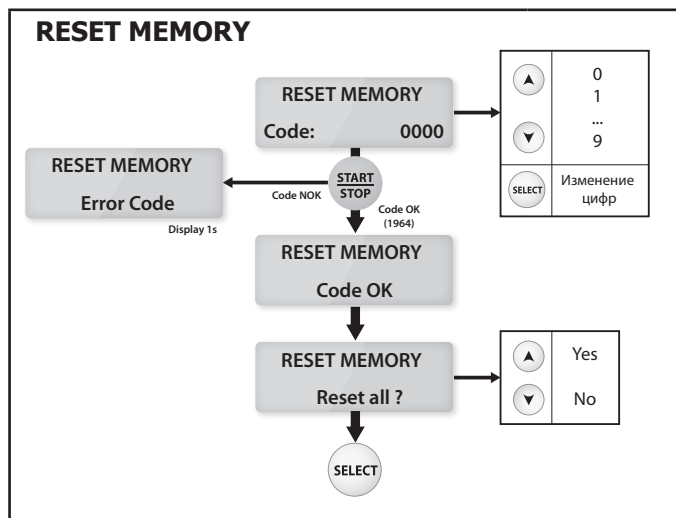 RESET MEMORY
RESET MEMORY
Code: 0000
0
1
...
9
SELECT
Изменение
цифр
START
STOP
Code NOK
Code OK
(1964)
RESET MEMORY
Error Code
Display 1s
RESET MEMORY
Code OK
RESET MEMORY
Reset all ?
Yes
No
SELECT